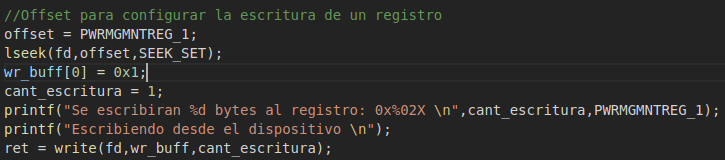 //Offset para configurar la escritura de un registro
offset = PWRMGMNTREG_1;
lseek(fd,offset,SEEK_SET);
wr_buff[0] = 0x1;
cant_escritura = 1;
printf("Se escribiran %d bytes al registro: 0x%02X \n",cant_escritura,PWRMGMNTREG_1);
printf("Escribiendo desde el dispositivo \n");
ret = write(fd,wr_buff,cant_escritura);